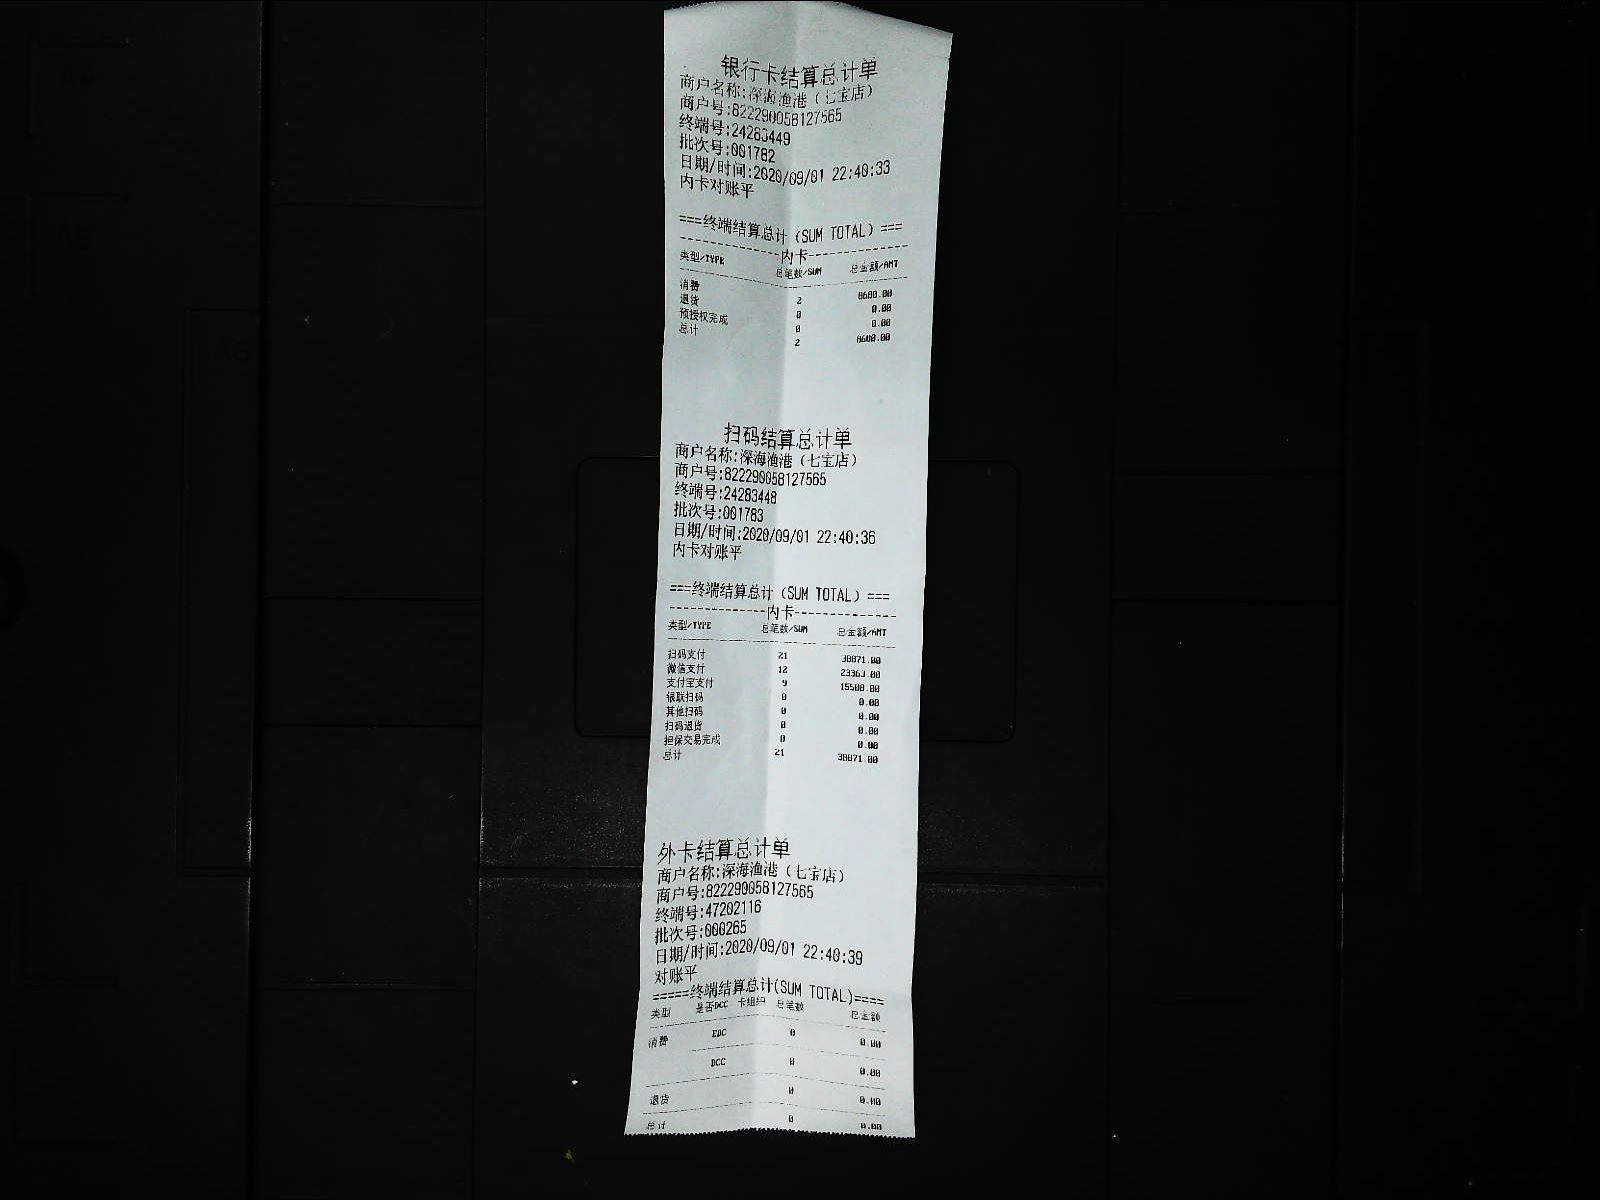 银行卡结算总计单
商户名称:深海渔港（七宝店）
商户号:822290058127565
终端号:24283449
批次号:001782
日期/时间:2020/09/01 22:40:33
内卡对账平
===终端结算总计（SUM TOTAL）===
---------------内卡---------------
类型/TYPE 总笔数/SUM 总金额/AMT
消费 2 8680.00
退货 0 0.00
预授权完成 0 0.00
总计 2 8680.00
扫码结算总计单
商户名称:深海渔港（七宝店）
商户号:822290058127565
终端号:24283448
批次号:001783
日期/时间:2020/09/01 22:40:36
内卡对账平
===终端结算总计（SUM TOTAL）===
---------------内卡---------------
类型/TYPE 总笔数/SUM 总金额/AMT
扫码支付 21 38871.00
微信支付 12 23363.00
支付宝支付 9 15508.00
银联扫码 0 0.00
其他扫码 0 0.00
扫码退货 0 0.00
担保交易完成 0 0.00
总计 21 38871.00
外卡结算总计单
商户名称:深海渔港（七宝店）
商户号:822290058127565
终端号:47202116
批次号:000265
日期/时间:2020/09/01 22:40:39
对账平
=====终端结算总计(SUM TOTAL)====
类型 是否DCC 卡组织 总笔数 总金额
消费 EDC 0 0.00
DCC 0 0.00
退货 0 0.00
总计 0 0.00